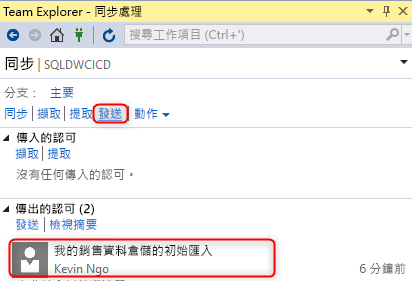 Team Explorer - 同步處理
搜尋工作項目 (Ctrl+')
同步 | SQLDWCICD
分支： 主要
同步 | 擷取 | 提取 | 發送 | 動作
傳入的認可
擷取 | 提取
沒有任何傳入的認可。
傳出的認可 (2)
發送 | 檢視摘要
我的銷售資料倉儲的初始匯入
Kevin Ngo 6 分鐘前